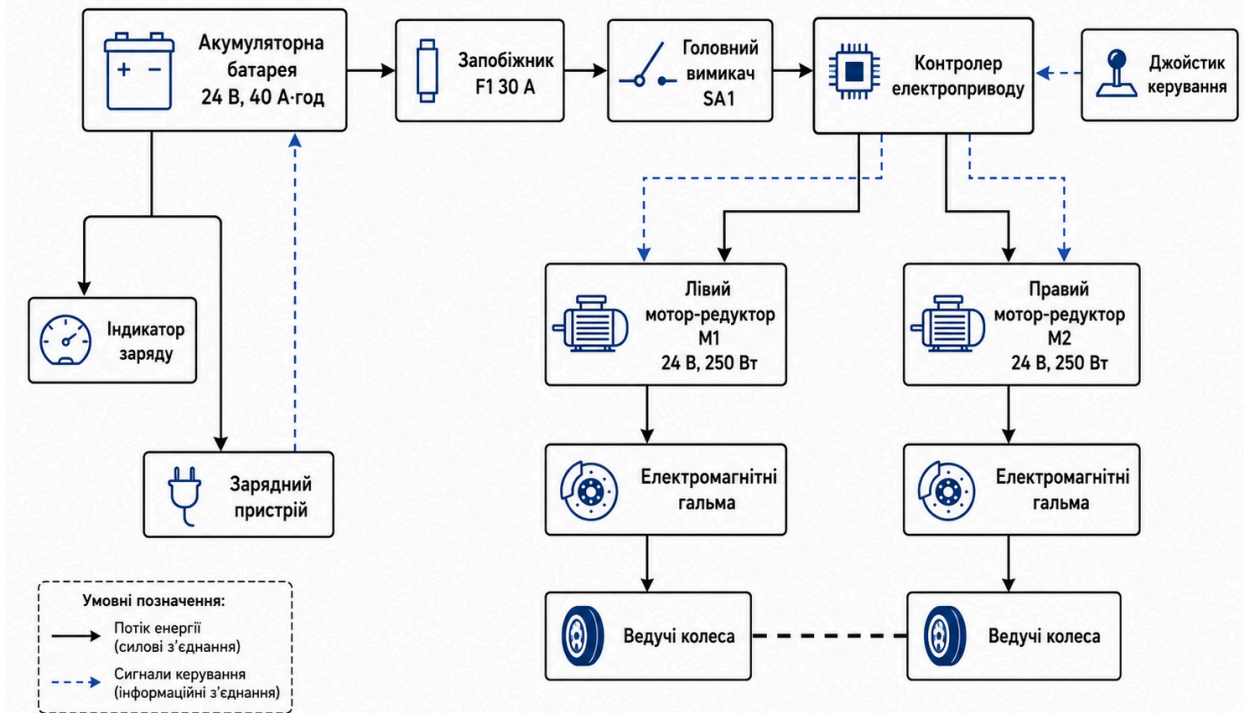 Акумуляторна
батарея
24 В, 40 А·год
Запобіжник
F1 30 А
Головний
вимикач
SA1
Контролер
електроприводу
Джойстик
керування
Індикатор
заряду
Зарядний
пристрій
Лівий
мотор-редуктор
М1
24 В, 250 Вт
Правий
мотор-редуктор
М2
24 В, 250 Вт
Електромагнітні
гальма
Електромагнітні
гальма
Ведучі колеса
Ведучі колеса
Умовні позначення:
Потік енергії
(силові з’єднання)
Сигнали керування
(інформаційні з’єднання)